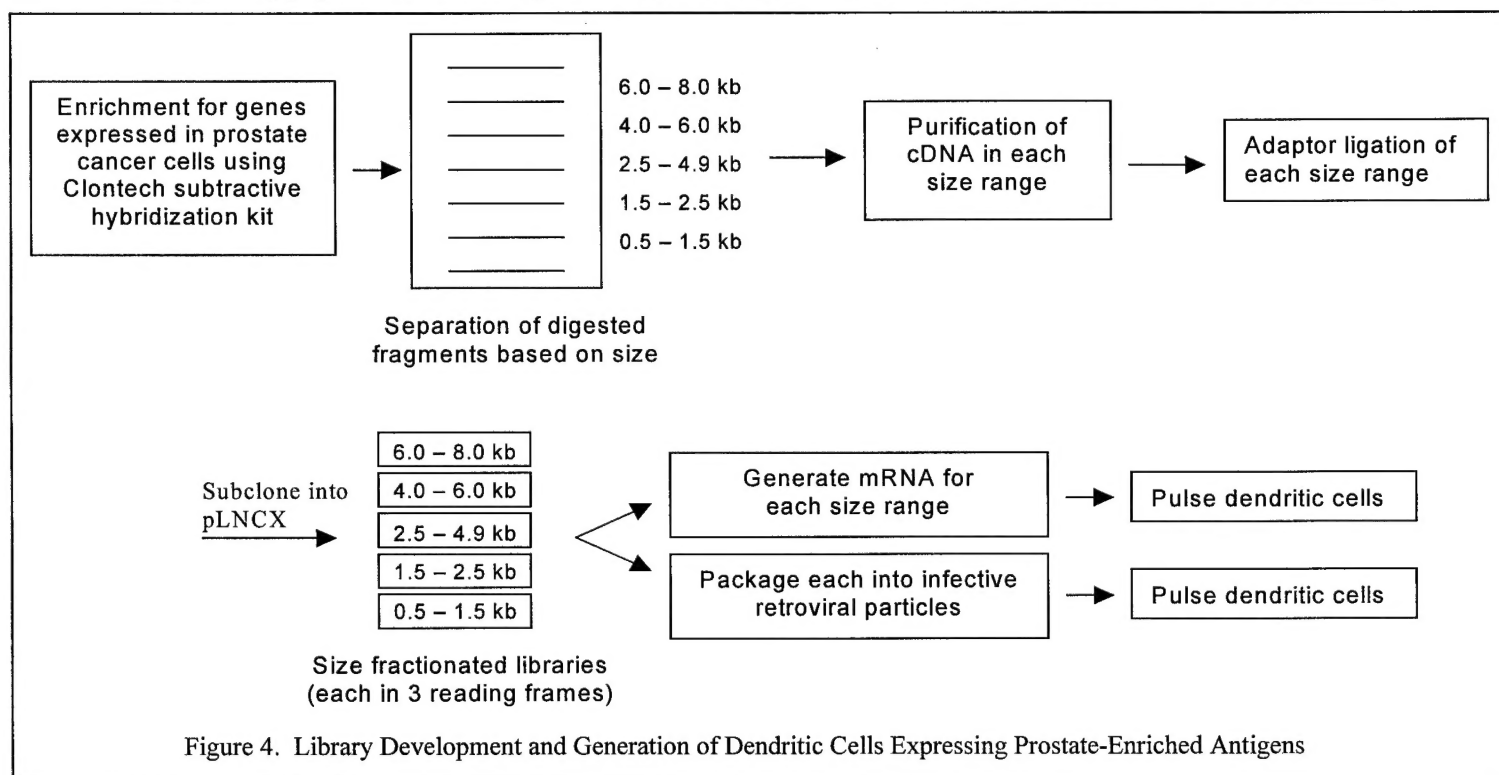 Enrichment for genes
expressed in prostate
cancer cells using
Clontech subtractive
hybridization kit
6.0 – 8.0 kb
4.0 – 6.0 kb
2.5 – 4.9 kb
1.5 – 2.5 kb
0.5 – 1.5 kb
Separation of digested
fragments based on size
Purification of
cDNA in each
size range
Adaptor ligation of
each size range
Subclone into
pLNCX
6.0 – 8.0 kb
4.0 – 6.0 kb
2.5 – 4.9 kb
1.5 – 2.5 kb
0.5 – 1.5 kb
Size fractionated libraries
(each in 3 reading frames)
Generate mRNA for
each size range
Pulse dendritic cells
Package each into infective
retroviral particles
Pulse dendritic cells
Figure 4. Library Development and Generation of Dendritic Cells Expressing Prostate-Enriched Antigens